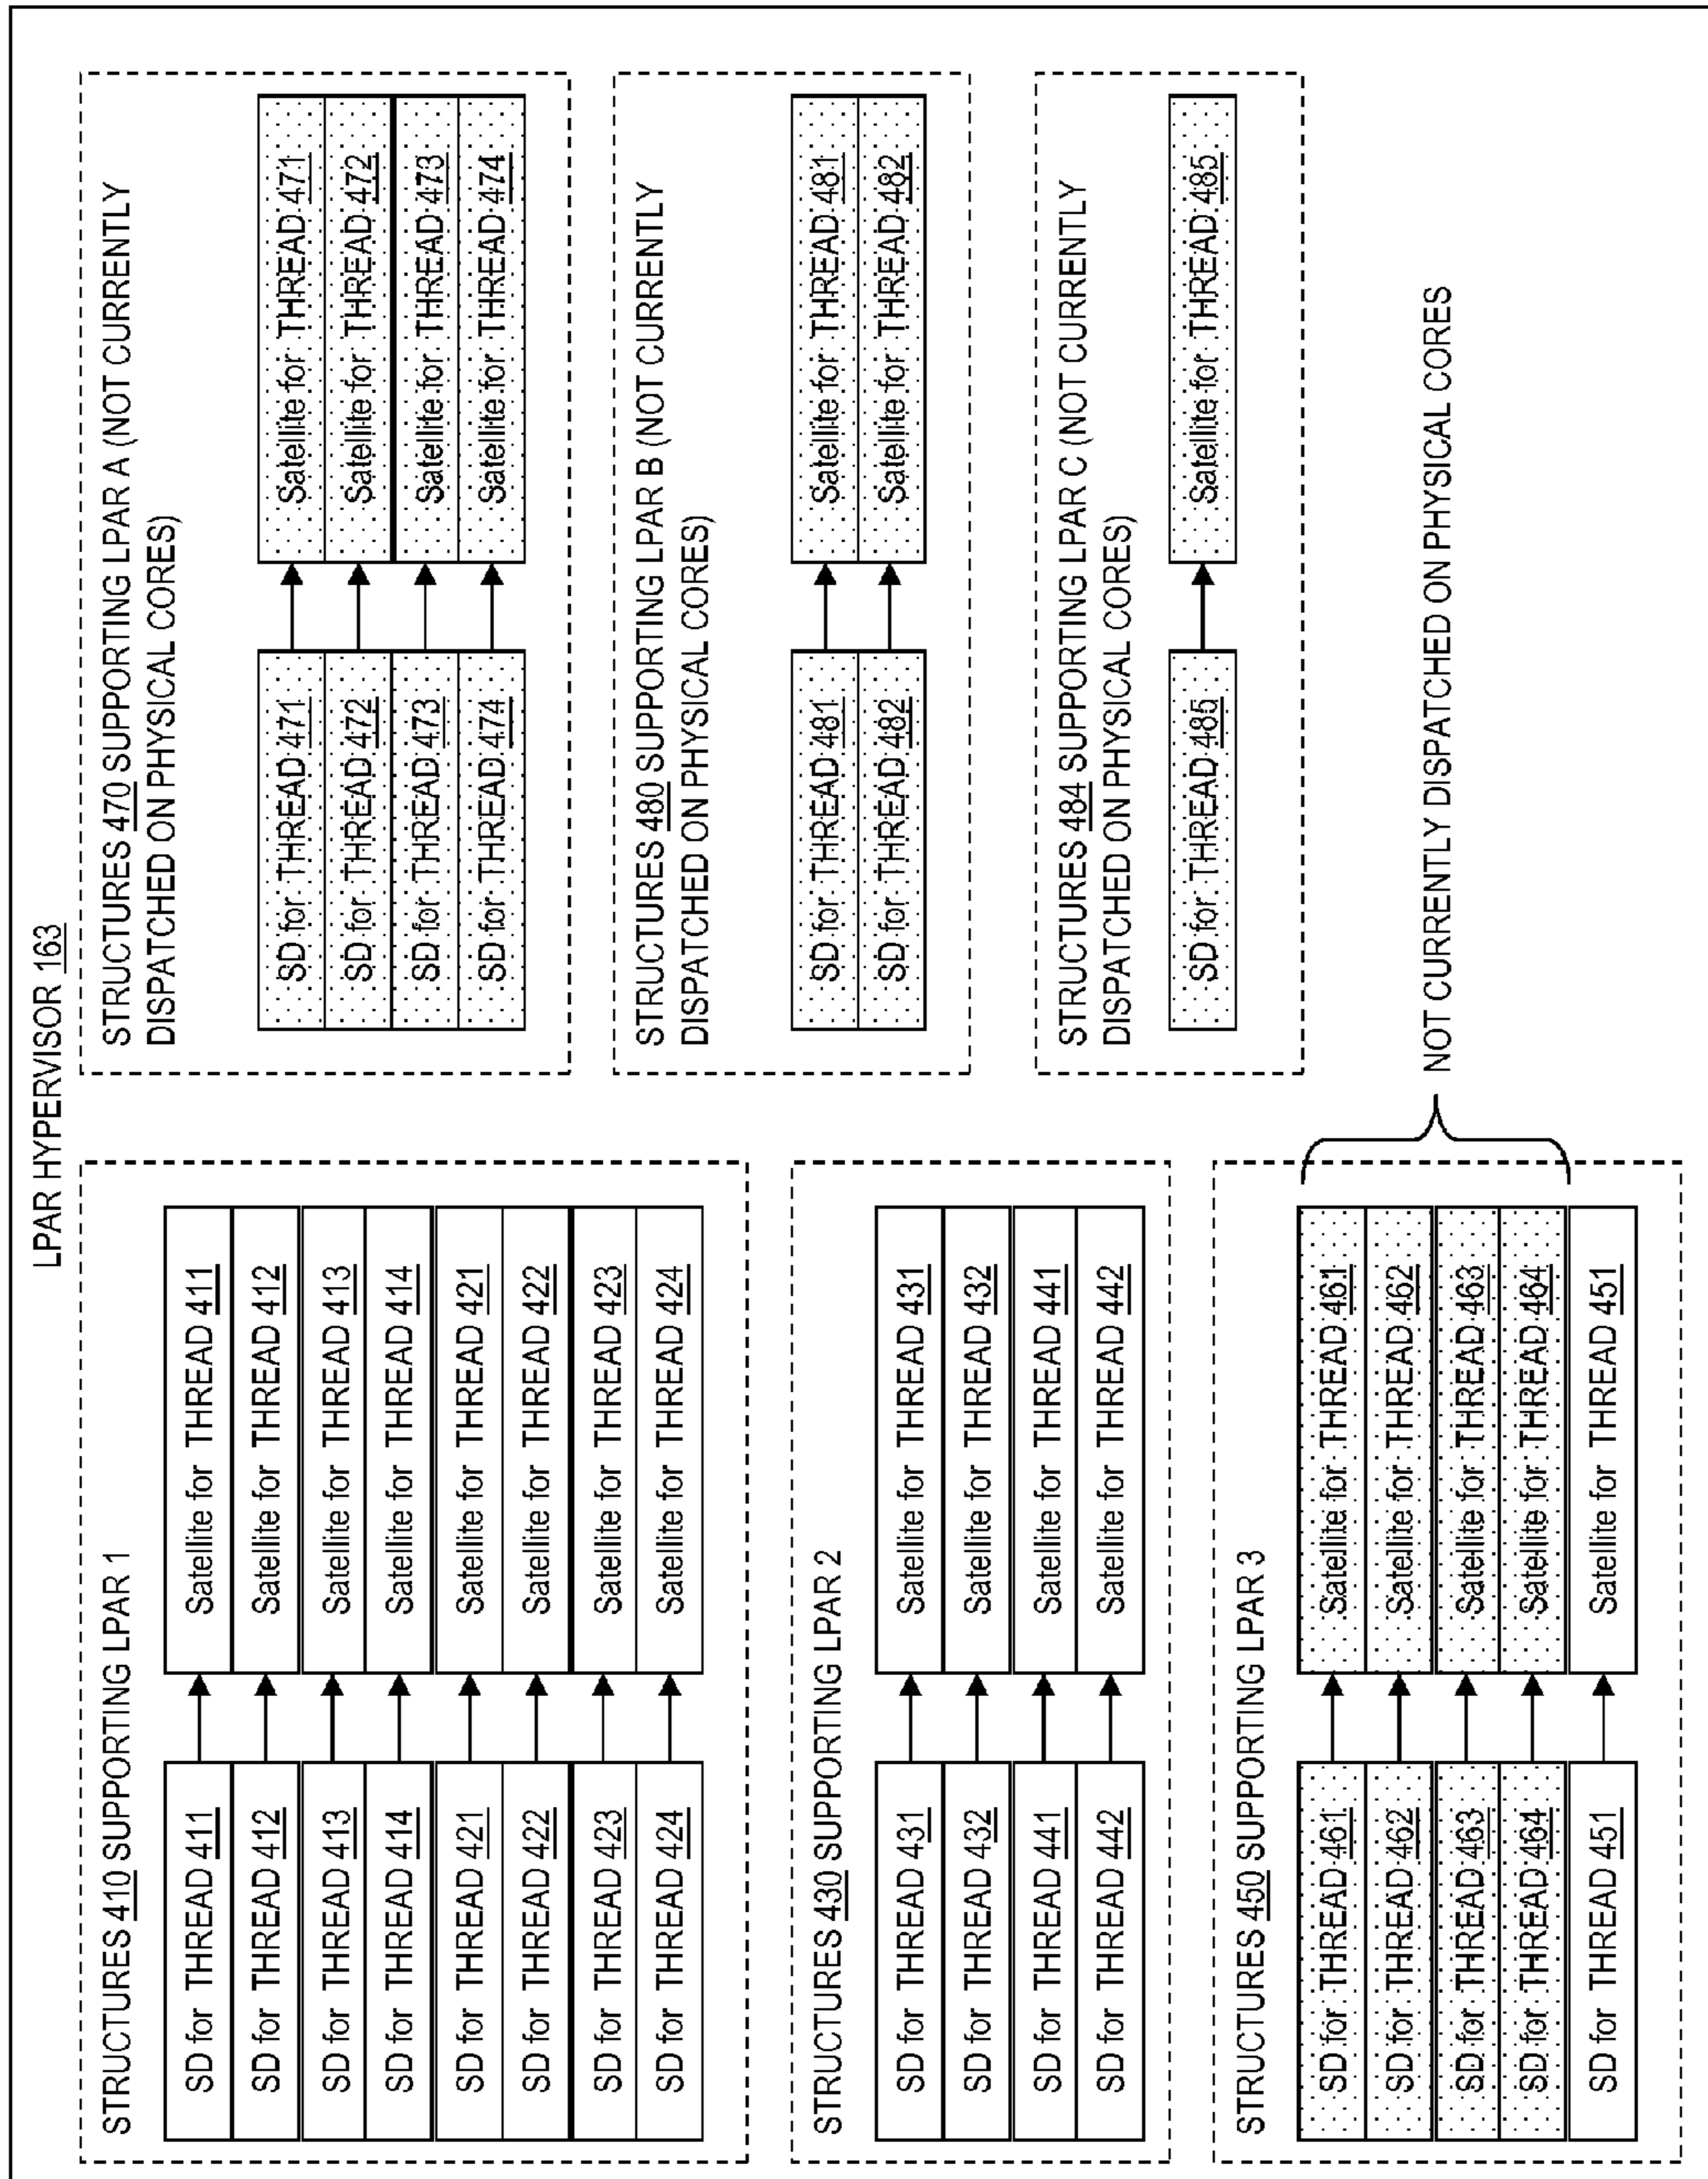 LPAR HYPERVISOR 163
STRUCTURES 410 SUPPORTING LPAR 1
SD for THREAD 411
Satellite for THREAD 411
SD for THREAD 412
Satellite for THREAD 412
SD for THREAD 413
Satellite for THREAD 413
SD for THREAD 414
Satellite for THREAD 414
SD for THREAD 421
Satellite for THREAD 421
SD for THREAD 422
Satellite for THREAD 422
SD for THREAD 423
Satellite for THREAD 423
SD for THREAD 424
Satellite for THREAD 424
STRUCTURES 430 SUPPORTING LPAR 2
SD for THREAD 431
Satellite for THREAD 431
SD for THREAD 432
Satellite for THREAD 432
SD for THREAD 441
Satellite for THREAD 441
SD for THREAD 442
Satellite for THREAD 442
STRUCTURES 450 SUPPORTING LPAR 3
SD for THREAD 461
Satellite for THREAD 461
SD for THREAD 462
Satellite for THREAD 462
SD for THREAD 463
Satellite for THREAD 463
SD for THREAD 464
Satellite for THREAD 464
SD for THREAD 451
Satellite for THREAD 451
STRUCTURES 470 SUPPORTING LPAR A (NOT CURRENTLY
DISPATCHED ON PHYSICAL CORES)
SD for THREAD 471
Satellite for THREAD 471
SD for THREAD 472
Satellite for THREAD 472
SD for THREAD 473
Satellite for THREAD 473
SD for THREAD 474
Satellite for THREAD 474
STRUCTURES 480 SUPPORTING LPAR B (NOT CURRENTLY
DISPATCHED ON PHYSICAL CORES)
SD for THREAD 481
Satellite for THREAD 481
SD for THREAD 482
Satellite for THREAD 482
STRUCTURES 484 SUPPORTING LPAR C (NOT CURRENTLY
DISPATCHED ON PHYSICAL CORES)
SD for THREAD 485
Satellite for THREAD 485
NOT CURRENTLY DISPATCHED ON PHYSICAL CORES